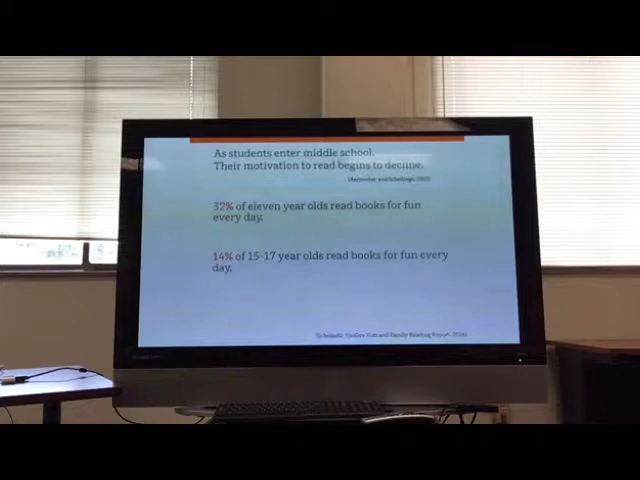 As students enter middle school.
Their motivation to read begins to decline.
32% of eleven year olds read books for fun
every day.
14% of 15-17 year olds read books for fun every
day.
Kids and Family Reading Report,